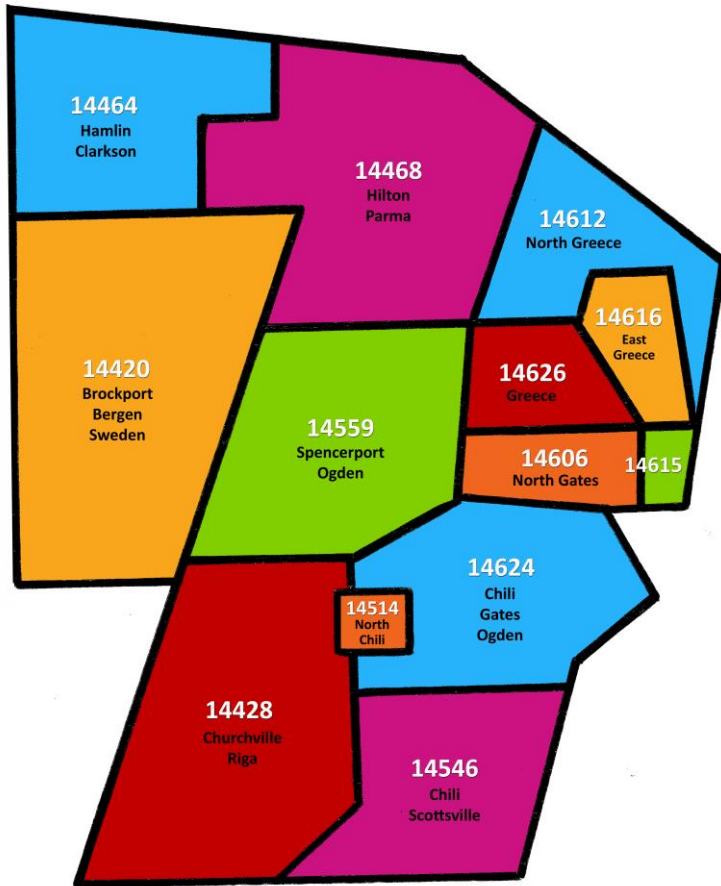 14464
Hamlin
Clarkson
14468
Hilton
Parma
14612
North Greece
14616
East
Greece
14420
Brockport
Bergen
Sweden
14626
Greece
14559
Spencerport
Ogden
14606
North Gates
14615
14624
Chili
Gates
Ogden
14514
North
Chili
14428
Churchville
Riga
14546
Chili
Scottsville